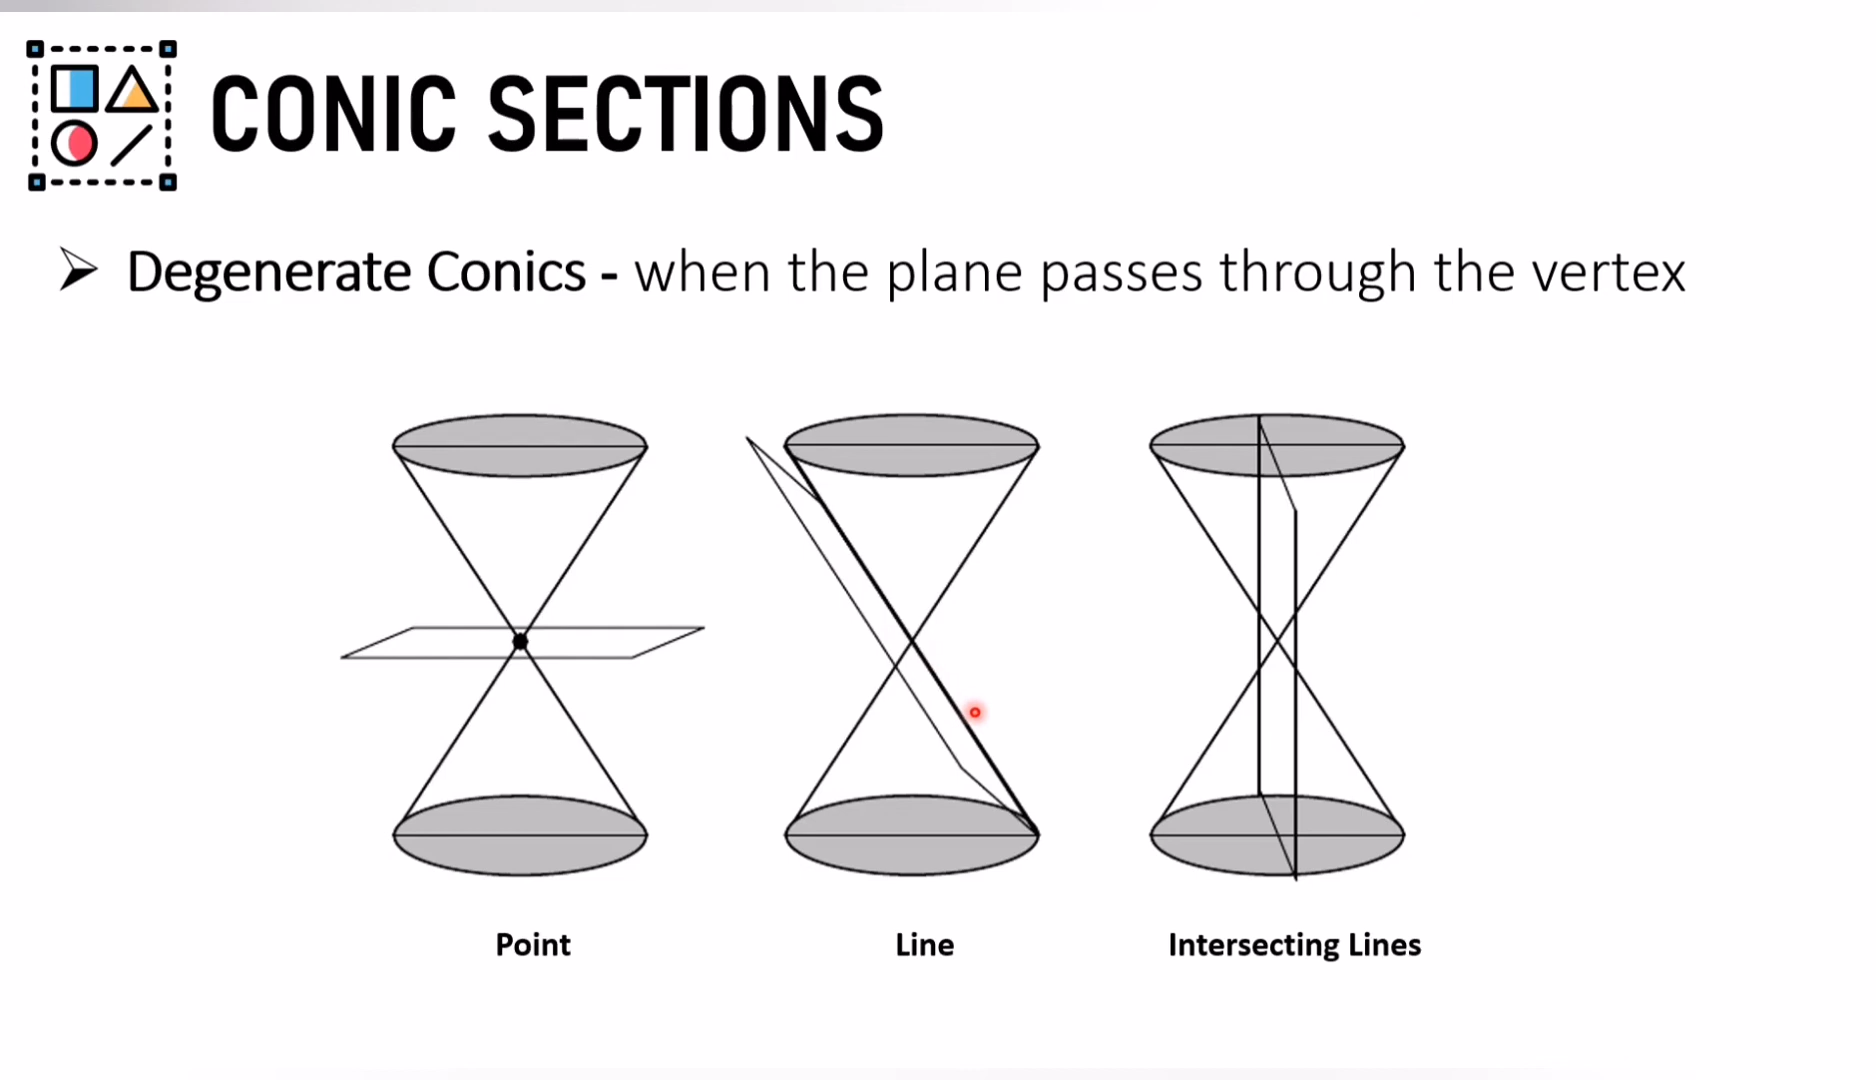 CONIC SECTIONS
Degenerate Conics - when the plane passes through the vertex
Point
Line
Intersecting Lines